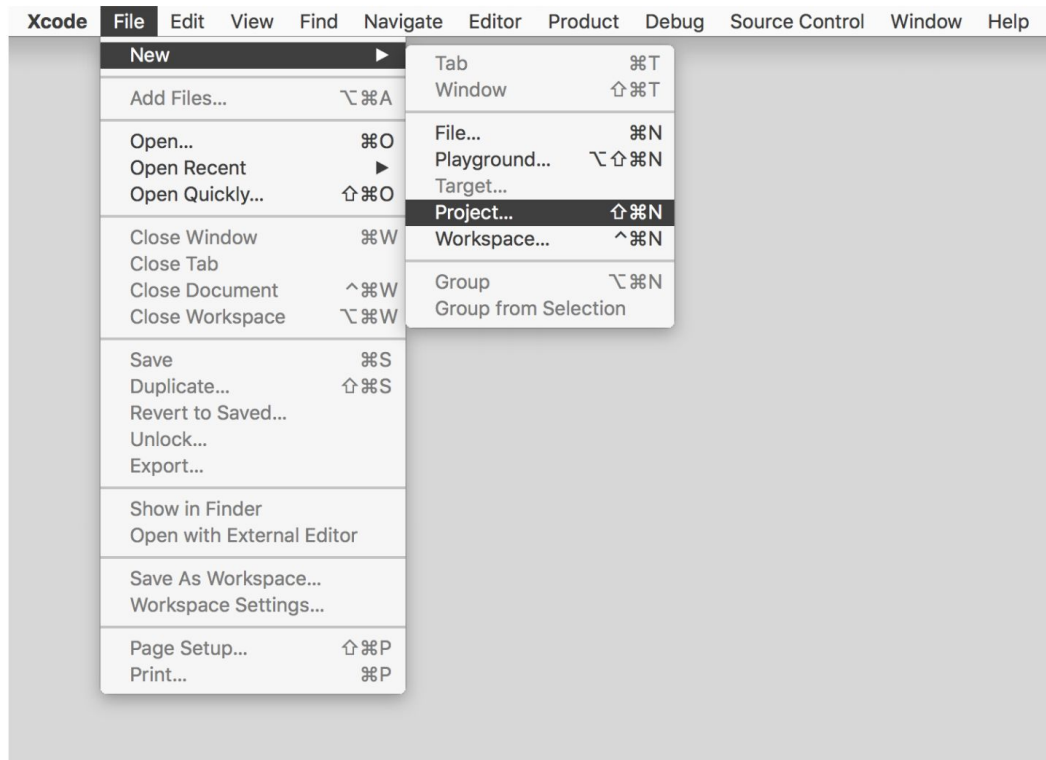 Xcode File Edit View Find Navigate Editor Product Debug Source Control Window Help
New ▶
Add Files... ⌥⌘A
Open... ⌘O
Open Recent ▶
Open Quickly... ⇧⌘O
Close Window ⌘W
Close Tab
Close Document ^⌘W
Close Workspace ⌥⌘W
Save ⌘S
Duplicate... ⇧⌘S
Revert to Saved...
Unlock...
Export...
Show in Finder
Open with External Editor
Save As Workspace...
Workspace Settings...
Page Setup... ⇧⌘P
Print... ⌘P
Tab ⌘T
Window ⇧⌘T
File... ⌘N
Playground... ⌥⇧⌘N
Target...
Project... ⇧⌘N
Workspace... ^⌘N
Group ⌥⌘N
Group from Selection